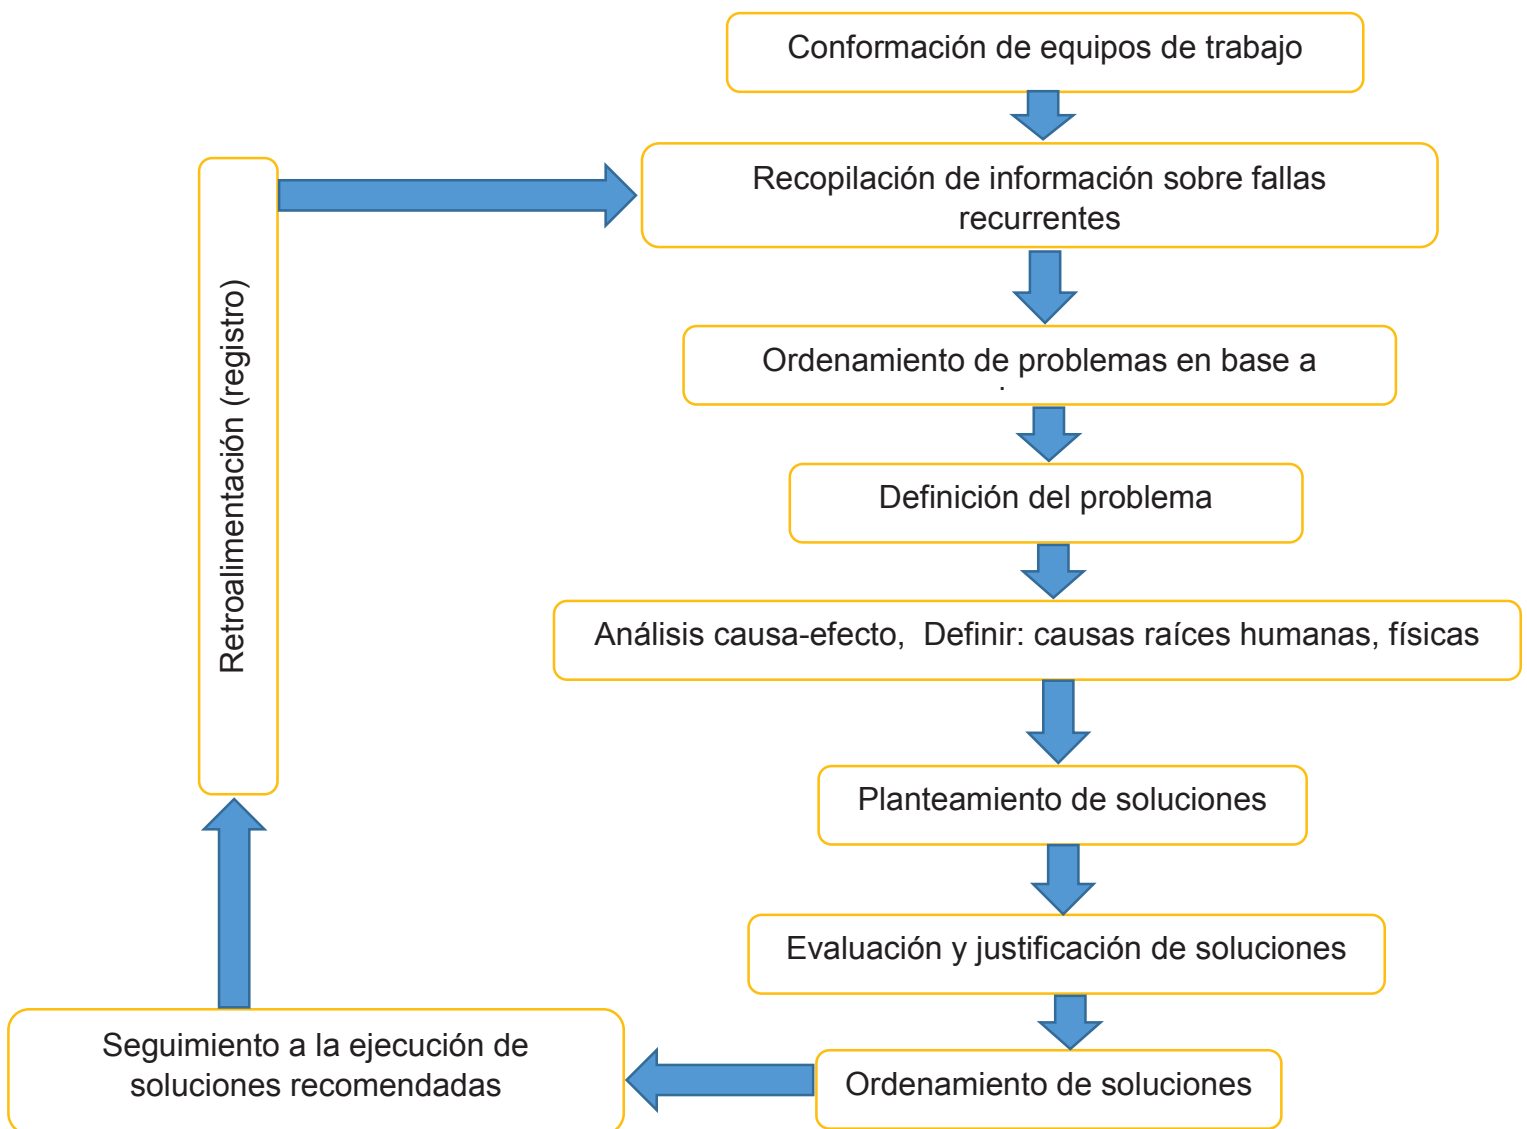 Conformación de equipos de trabajo
Recopilación de información sobre fallas
recurrentes
Ordenamiento de problemas en base a
Definición del problema
Análisis causa-efecto, Definir: causas raíces humanas, físicas
Planteamiento de soluciones
Evaluación y justificación de soluciones
Ordenamiento de soluciones
Seguimiento a la ejecución de
soluciones recomendadas
Retroalimentación (registro)